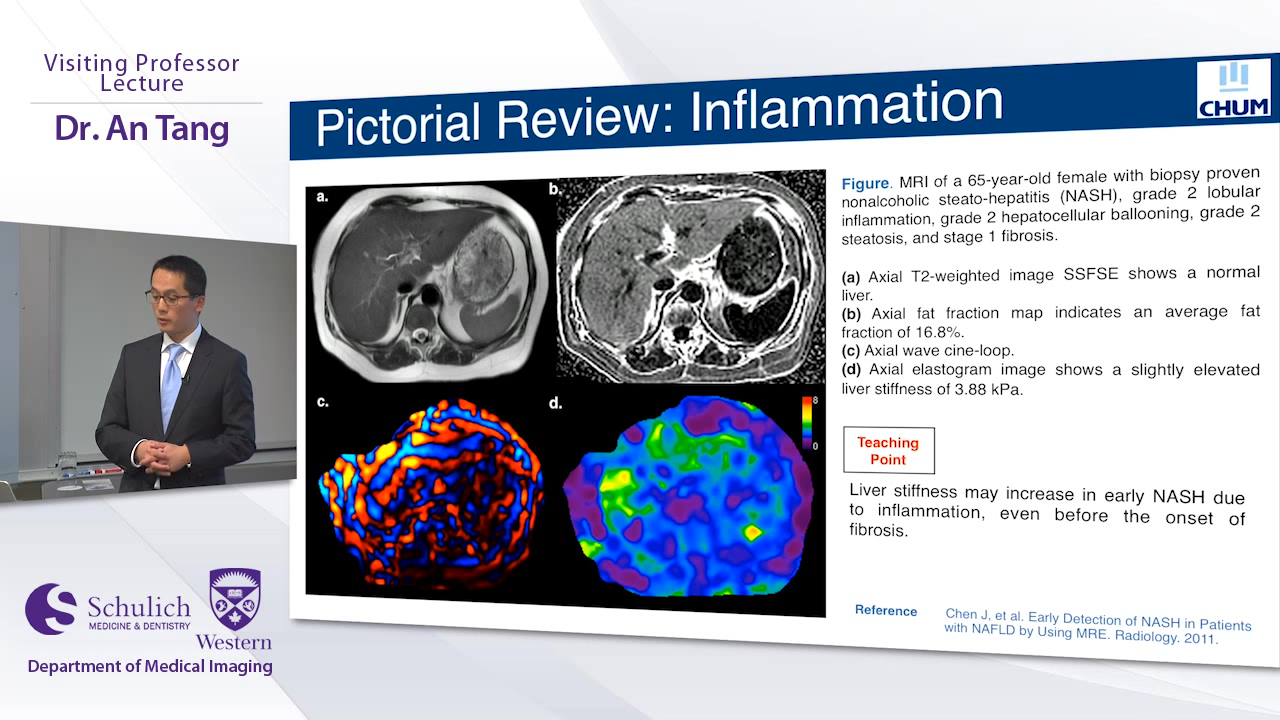 Visiting Professor
Lecture
Dr. An Tang
Pictorial Review: Inflammation
CHUM
a.
b.
c.
d.
8
0
Figure. MRI of a 65-year-old female with biopsy proven
nonalcoholic steato-hepatitis (NASH), grade 2 lobular
inflammation, grade 2 hepatocellular ballooning, grade 2
steatosis, and stage 1 fibrosis.
(a) Axial T2-weighted image SSFSE shows a normal
liver.
(b) Axial fat fraction map indicates an average fat
fraction of 16.8%.
(c) Axial wave cine-loop.
(d) Axial elastogram image shows a slightly elevated
liver stiffness of 3.88 kPa.
Teaching
Point
Liver stiffness may increase in early NASH due
to inflammation, even before the onset of
fibrosis.
Reference
Chen J, et al. Early Detection of NASH in Patients
with NAFLD by Using MRE. Radiology. 2011.
Schulich
MEDICINE & DENTISTRY
Western
Department of Medical Imaging